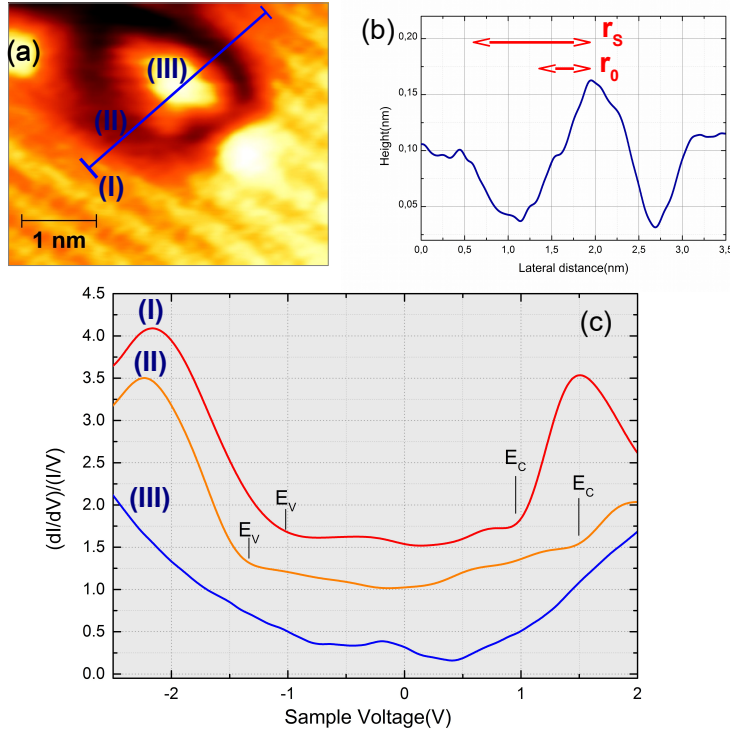 (a)
(III)
(II)
(I)
1 nm
(b)
r_S
r_0
0,20
0,15
0,10
0,05
Height(nm)
0,0 0,5 1,0 1,5 2,0 2,5 3,0 3,5
Lateral distance(nm)
(c)
(I)
(II)
(III)
E_V
E_V
E_C
E_C
4.5
4.0
3.5
3.0
2.5
2.0
1.5
1.0
0.5
0.0
(dI/dV)/(I/V)
-2 -1 0 1 2
Sample Voltage(V)